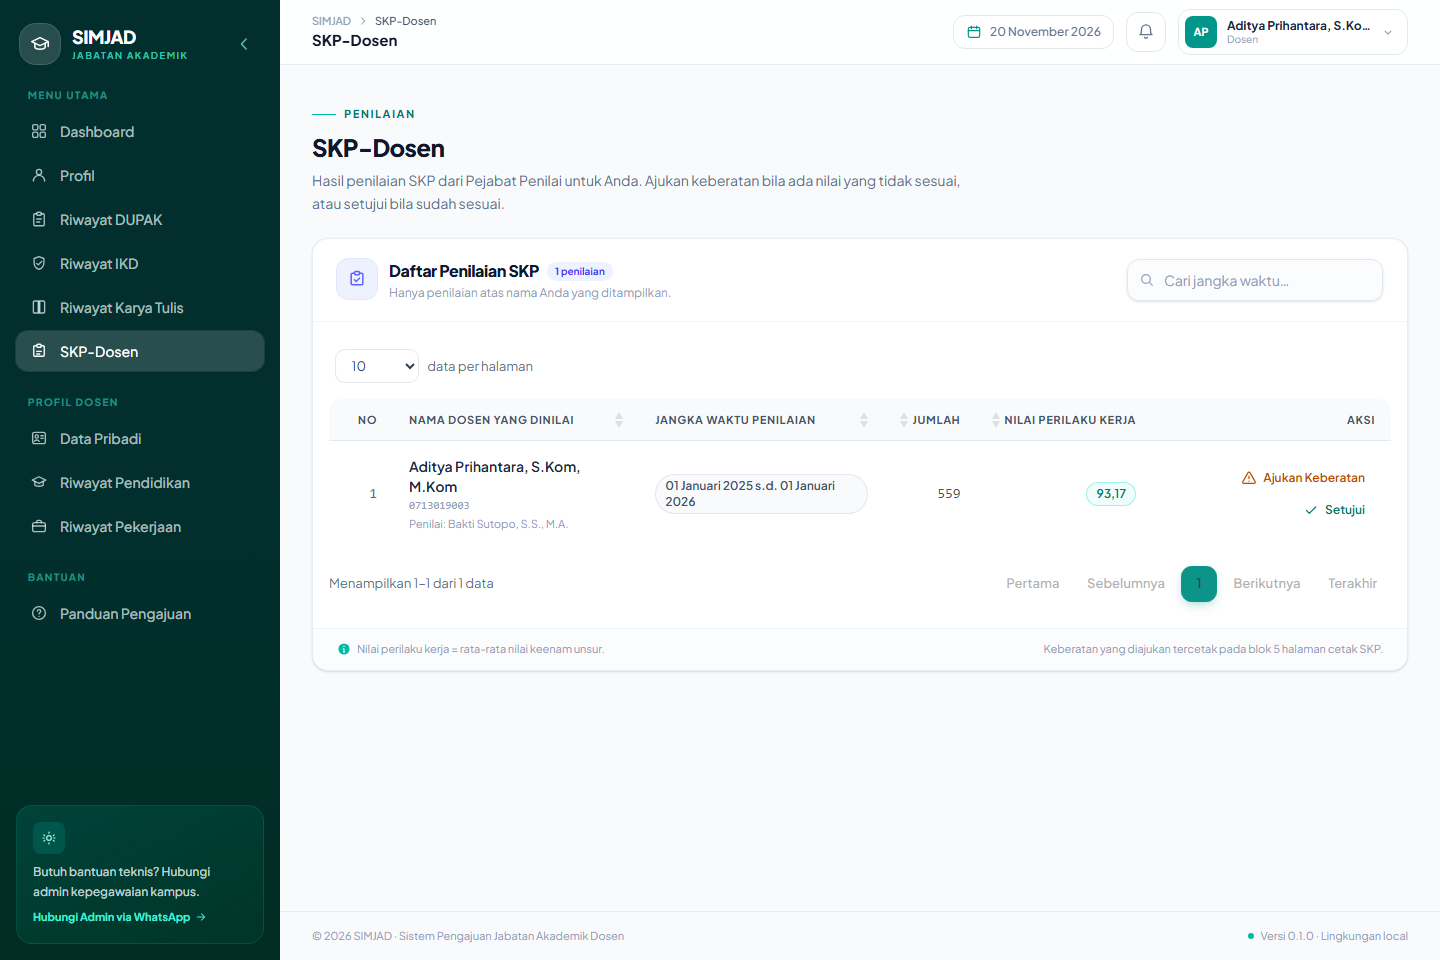 SIMJAD
JABATAN AKADEMIK
MENU UTAMA
Dashboard
Profil
Riwayat DUPAK
Riwayat IKD
Riwayat Karya Tulis
SKP-Dosen
PROFIL DOSEN
Data Pribadi
Riwayat Pendidikan
Riwayat Pekerjaan
BANTUAN
Panduan Pengajuan
Butuh bantuan teknis? Hubungi
admin kepegawaian kampus.
Hubungi Admin via WhatsApp →
SIMJAD > SKP-Dosen
SKP-Dosen
20 November 2026
AP
Aditya Prihantara, S.Ko...
Dosen
PENILAIAN
SKP-Dosen
Hasil penilaian SKP dari Pejabat Penilai untuk Anda. Ajukan keberatan bila ada nilai yang tidak sesuai,
atau setujui bila sudah sesuai.
Daftar Penilaian SKP 1 penilaian
Hanya penilaian atas nama Anda yang ditampilkan.
Cari jangka waktu...
10 data per halaman
NO NAMA DOSEN YANG DINILAI JANGKA WAKTU PENILAIAN JUMLAH NILAI PERILAKU KERJA AKSI
1
Aditya Prihantara, S.Kom,
M.Kom
0713019003
Penilai: Bakti Sutopo, S.S., M.A.
01 Januari 2025 s.d. 01 Januari
2026
559
93,17
Ajukan Keberatan
Setujui
Menampilkan 1–1 dari 1 data
Pertama Sebelumnya 1 Berikutnya Terakhir
Nilai perilaku kerja = rata-rata nilai keenam unsur.
Keberatan yang diajukan tercetak pada blok 5 halaman cetak SKP.
© 2026 SIMJAD · Sistem Pengajuan Jabatan Akademik Dosen
Versi 0.1.0 · Lingkungan local